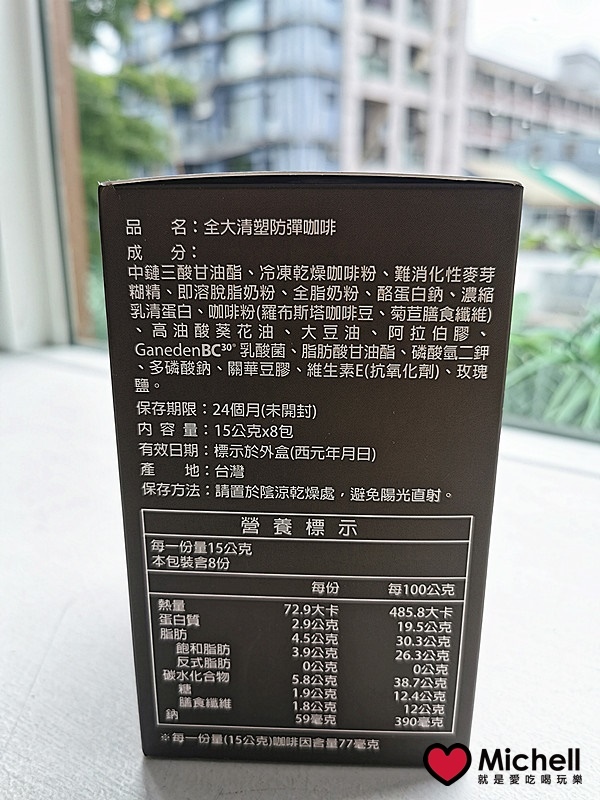 品　　名：全大清塑防彈咖啡
成　　分：
中鏈三酸甘油酯、冷凍乾燥咖啡粉、難消化性麥芽
糊精、即溶脫脂奶粉、全脂奶粉、酪蛋白鈉、濃縮
乳清蛋白、咖啡粉(羅布斯塔咖啡豆、菊苣膳食纖維)
、高油酸葵花油、大豆油、阿拉伯膠、
GanedenBC³⁰®乳酸菌、脂肪酸甘油酯、磷酸氫二鉀
、多磷酸鈉、關華豆膠、維生素E(抗氧化劑)、玫瑰
鹽。
保存期限：24個月(未開封)
內 容 量：15公克x8包
有效日期：標示於外盒(西元年月日)
產　　地：台灣
保存方法：請置於陰涼乾燥處，避免陽光直射。
營養標示
每一份量15公克
本包裝含8份
每份 每100公克
熱量 72.9大卡 485.8大卡
蛋白質 2.9公克 19.5公克
脂肪 4.5公克 30.3公克
飽和脂肪 3.9公克 26.3公克
反式脂肪 0公克 0公克
碳水化合物 5.8公克 38.7公克
糖 1.9公克 12.4公克
膳食纖維 1.8公克 12公克
鈉 59毫克 390毫克
※每一份量(15公克)咖啡因含量77毫克
Michell
就是愛吃喝玩樂